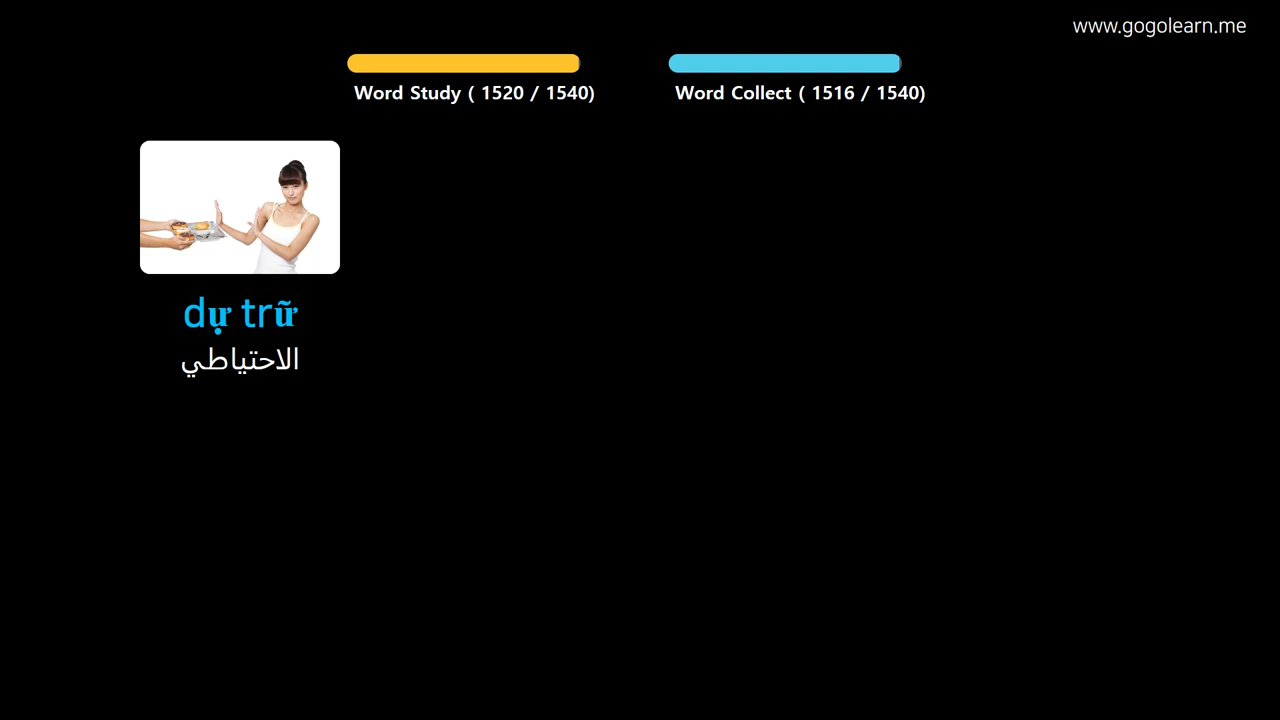 www.gogolearn.me
Word Study ( 1520 / 1540)
Word Collect ( 1516 / 1540)
dự trữ
الاحتياطي